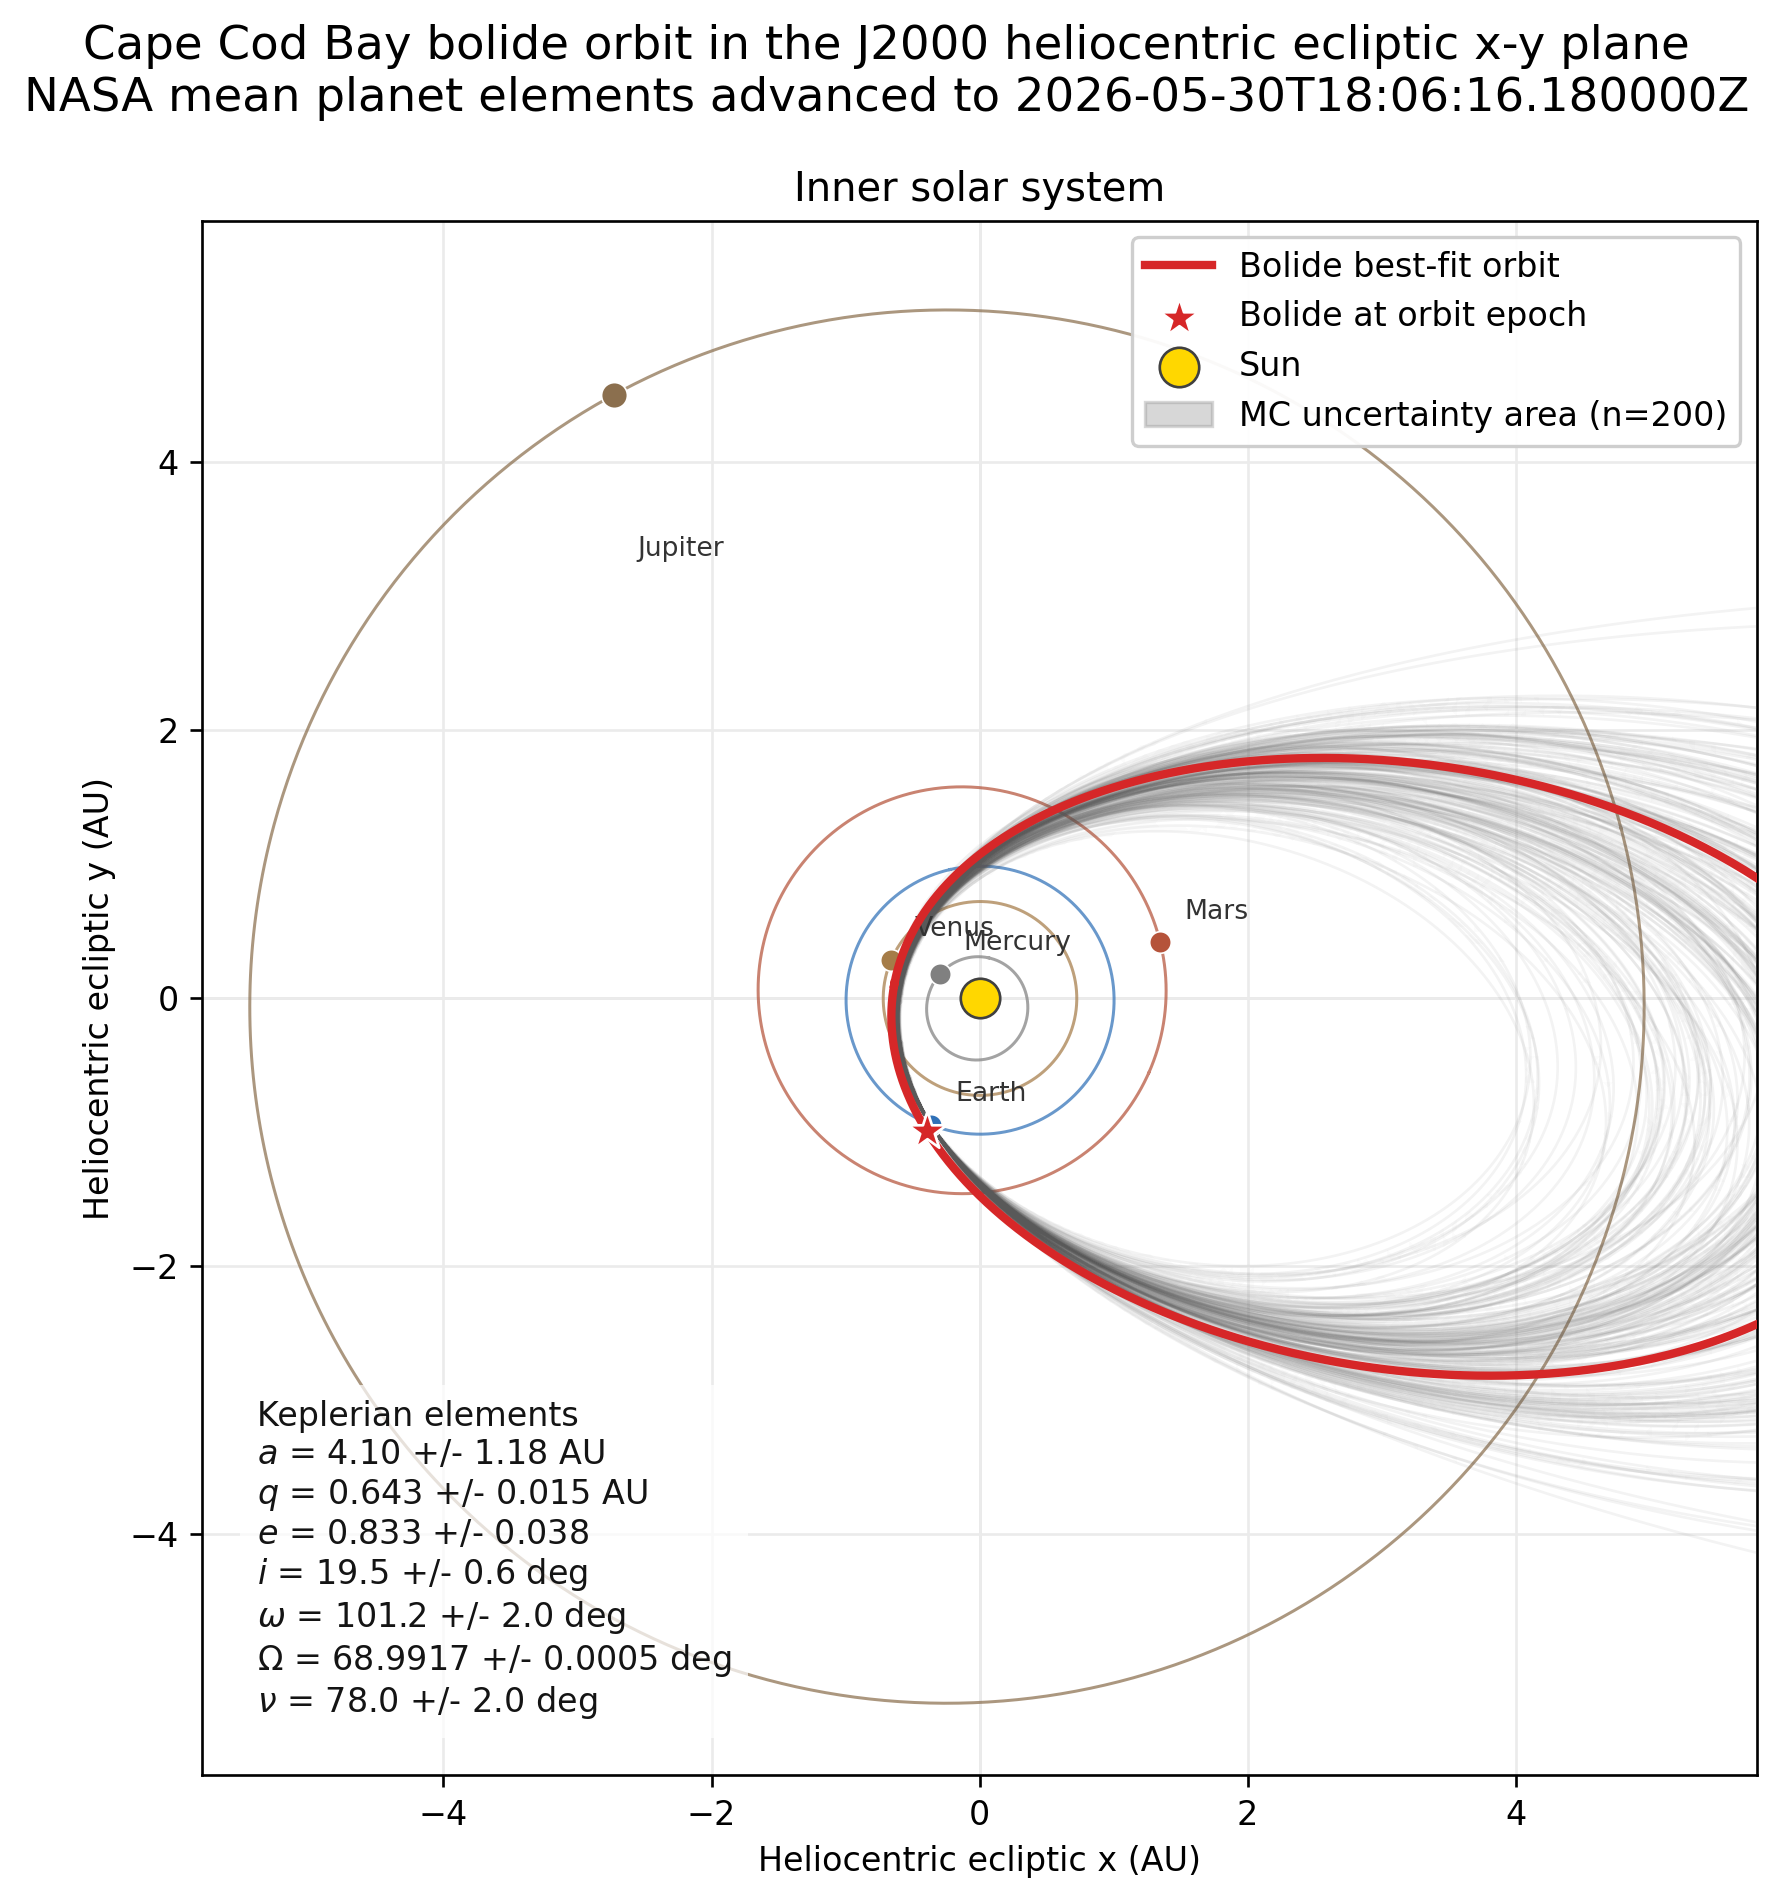 Cape Cod Bay bolide orbit in the J2000 heliocentric ecliptic x-y plane
NASA mean planet elements advanced to 2026-05-30T18:06:16.180000Z
Inner solar system
Bolide best-fit orbit
Bolide at orbit epoch
Sun
MC uncertainty area (n=200)
4
2
0
−2
−4
Heliocentric ecliptic y (AU)
Jupiter
Mars
Venus
Mercury
Earth
Keplerian elements
a = 4.10 +/- 1.18 AU
q = 0.643 +/- 0.015 AU
e = 0.833 +/- 0.038
i = 19.5 +/- 0.6 deg
ω = 101.2 +/- 2.0 deg
Ω = 68.9917 +/- 0.0005 deg
ν = 78.0 +/- 2.0 deg
−4 −2 0 2 4
Heliocentric ecliptic x (AU)